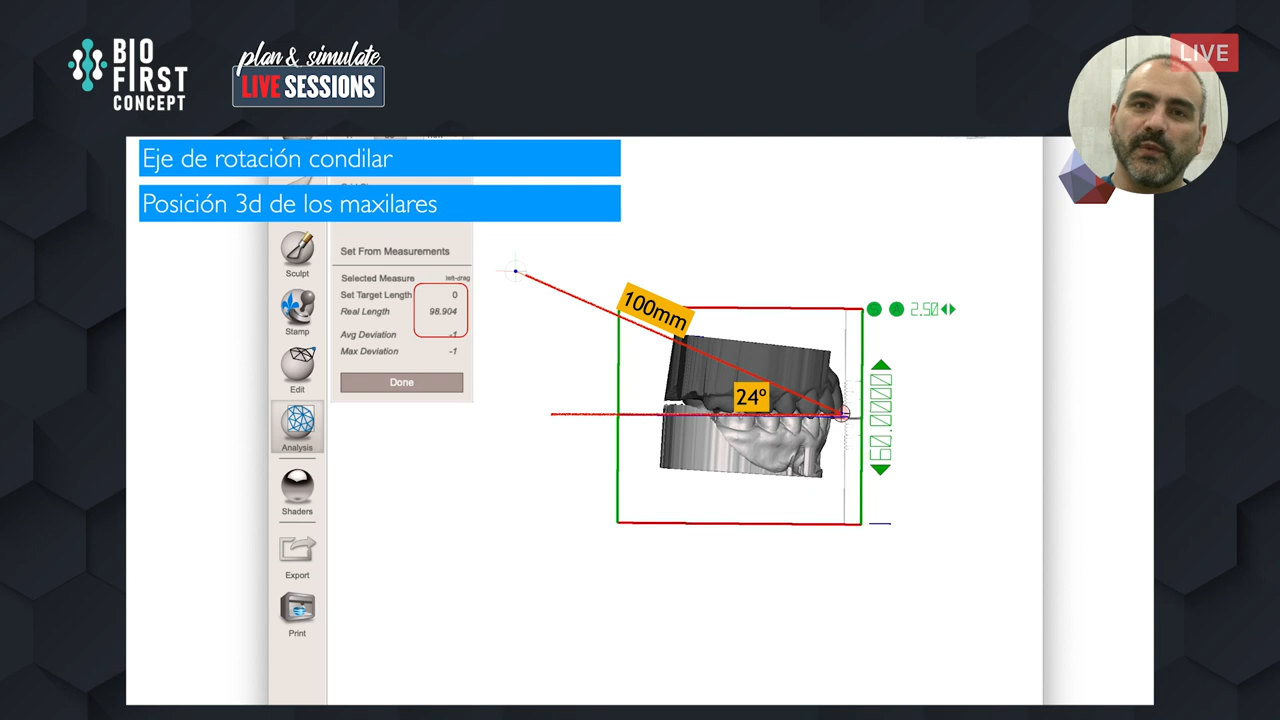 BIO
FIRST
CONCEPT
plan & simulate
LIVE SESSIONS
LIVE
Eje de rotación condilar
Posición 3d de los maxilares
Set From Measurements
Selected Measure left-drag
Set Target Length 0
Real Length 98.904
Avg Deviation -1
Max Deviation -1
Done
Sculpt
Stamp
Edit
Analysis
Shaders
Export
Print
100mm
24º
2.50
60.0000